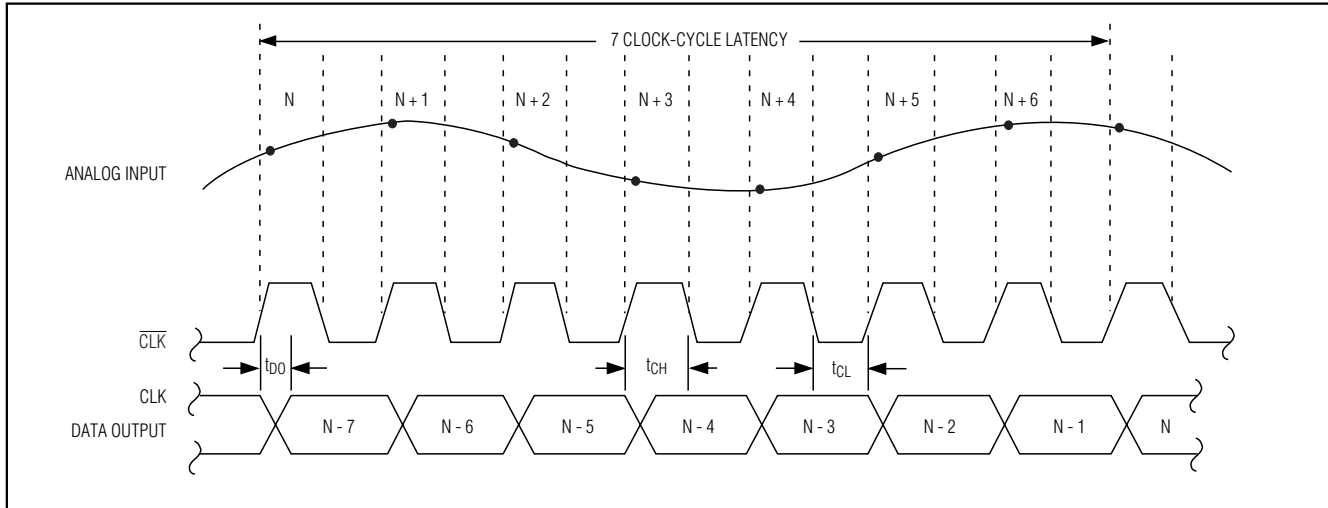 7 CLOCK-CYCLE LATENCY
N N + 1 N + 2 N + 3 N + 4 N + 5 N + 6
ANALOG INPUT
CLK
tDO tCH tCL
CLK
DATA OUTPUT N - 7 N - 6 N - 5 N - 4 N - 3 N - 2 N - 1 N